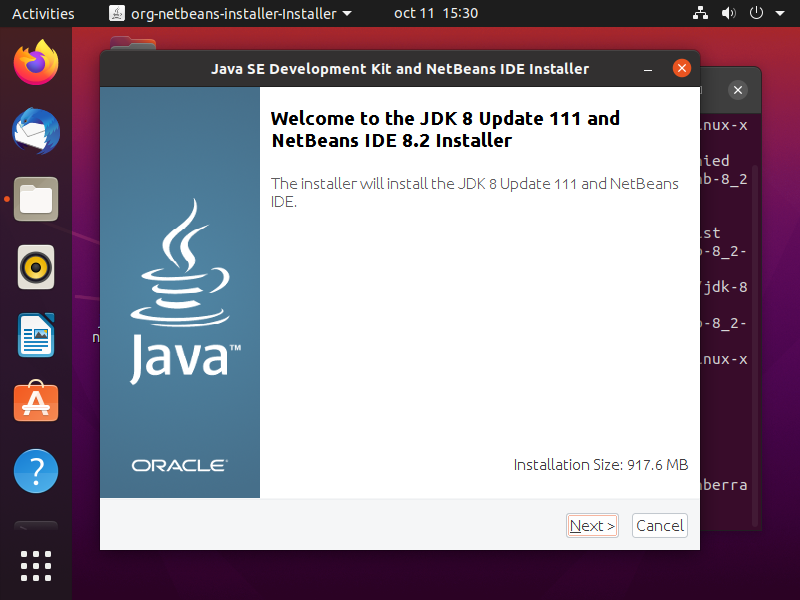 Activities
org-netbeans-installer-Installer
oct 11 15:30
Java SE Development Kit and NetBeans IDE Installer
Welcome to the JDK 8 Update 111 and
NetBeans IDE 8.2 Installer
The installer will install the JDK 8 Update 111 and NetBeans
IDE.
Java™
ORACLE
Installation Size: 917.6 MB
Next >
Cancel
nux-x
b-8_2
b-8_2-
/jdk-8
b-8_2-
nux-x